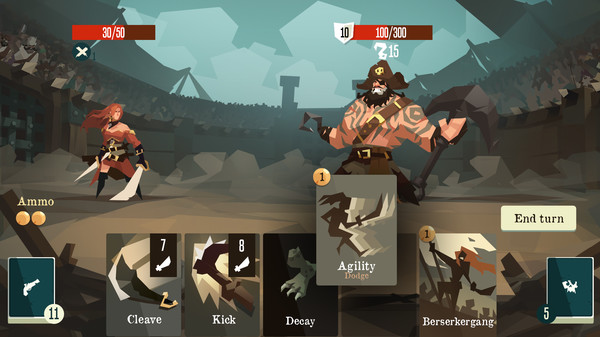 30/50
10 100/300
15
Ammo
End turn
1
7
8
1
Agility
Dodge
Cleave
Kick
Decay
Berserkergang
11
5